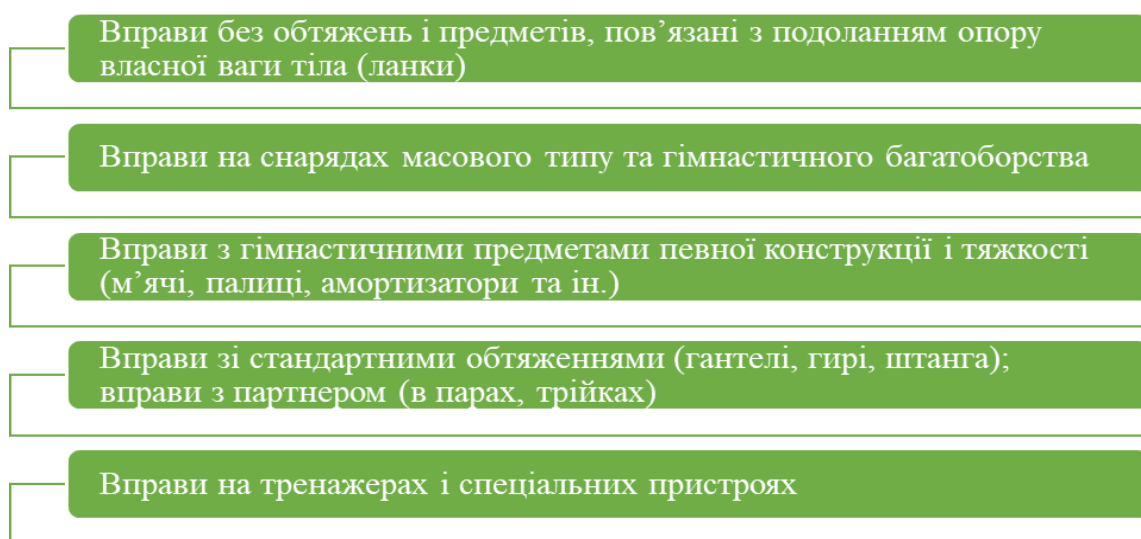 Вправи без обтяжень і предметів, пов’язані з подоланням опору
власної ваги тіла (ланки)
Вправи на снарядах масового типу та гімнастичного багатоборства
Вправи з гімнастичними предметами певної конструкції і тяжкості
(м’ячі, палиці, амортизатори та ін.)
Вправи зі стандартними обтяженнями (гантелі, гирі, штанга);
вправи з партнером (в парах, трійках)
Вправи на тренажерах і спеціальних пристроях